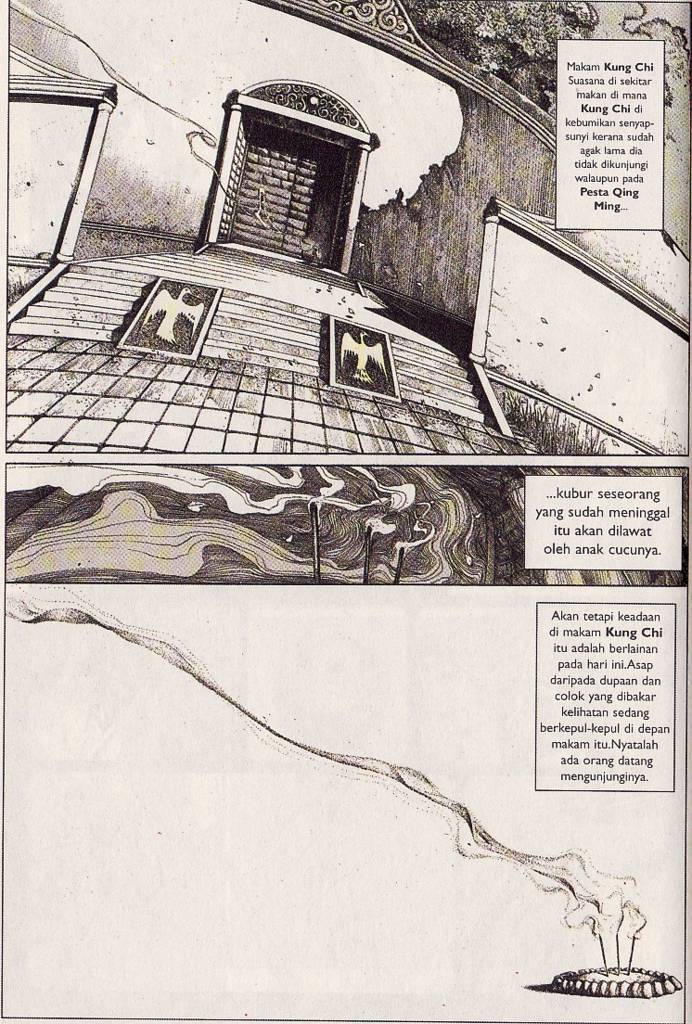 Makam Kung Chi
Suasana di sekitar
makan di mana
Kung Chi di
kebumikan senyap-
sunyi kerana sudah
agak lama dia
tidak dikunjungi
walaupun pada
Pesta Qing
Ming...
...kubur seseorang
yang sudah meninggal
itu akan dilawat
oleh anak cucunya.
Akan tetapi keadaan
di makam Kung Chi
itu adalah berlainan
pada hari ini.Asap
daripada dupaan dan
colok yang dibakar
kelihatan sedang
berkepul-kepul di depan
makam itu.Nyatalah
ada orang datang
mengunjunginya.